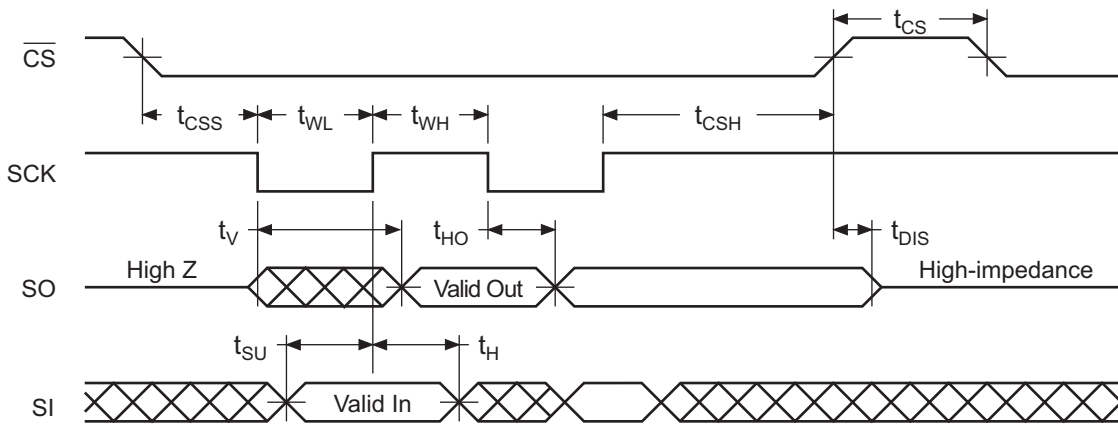 t_CS
C̅S̅
t_CSS t_WL t_WH t_CSH
SCK
t_V t_HO t_DIS
High Z Valid Out High-impedance
SO
t_SU t_H
SI Valid In